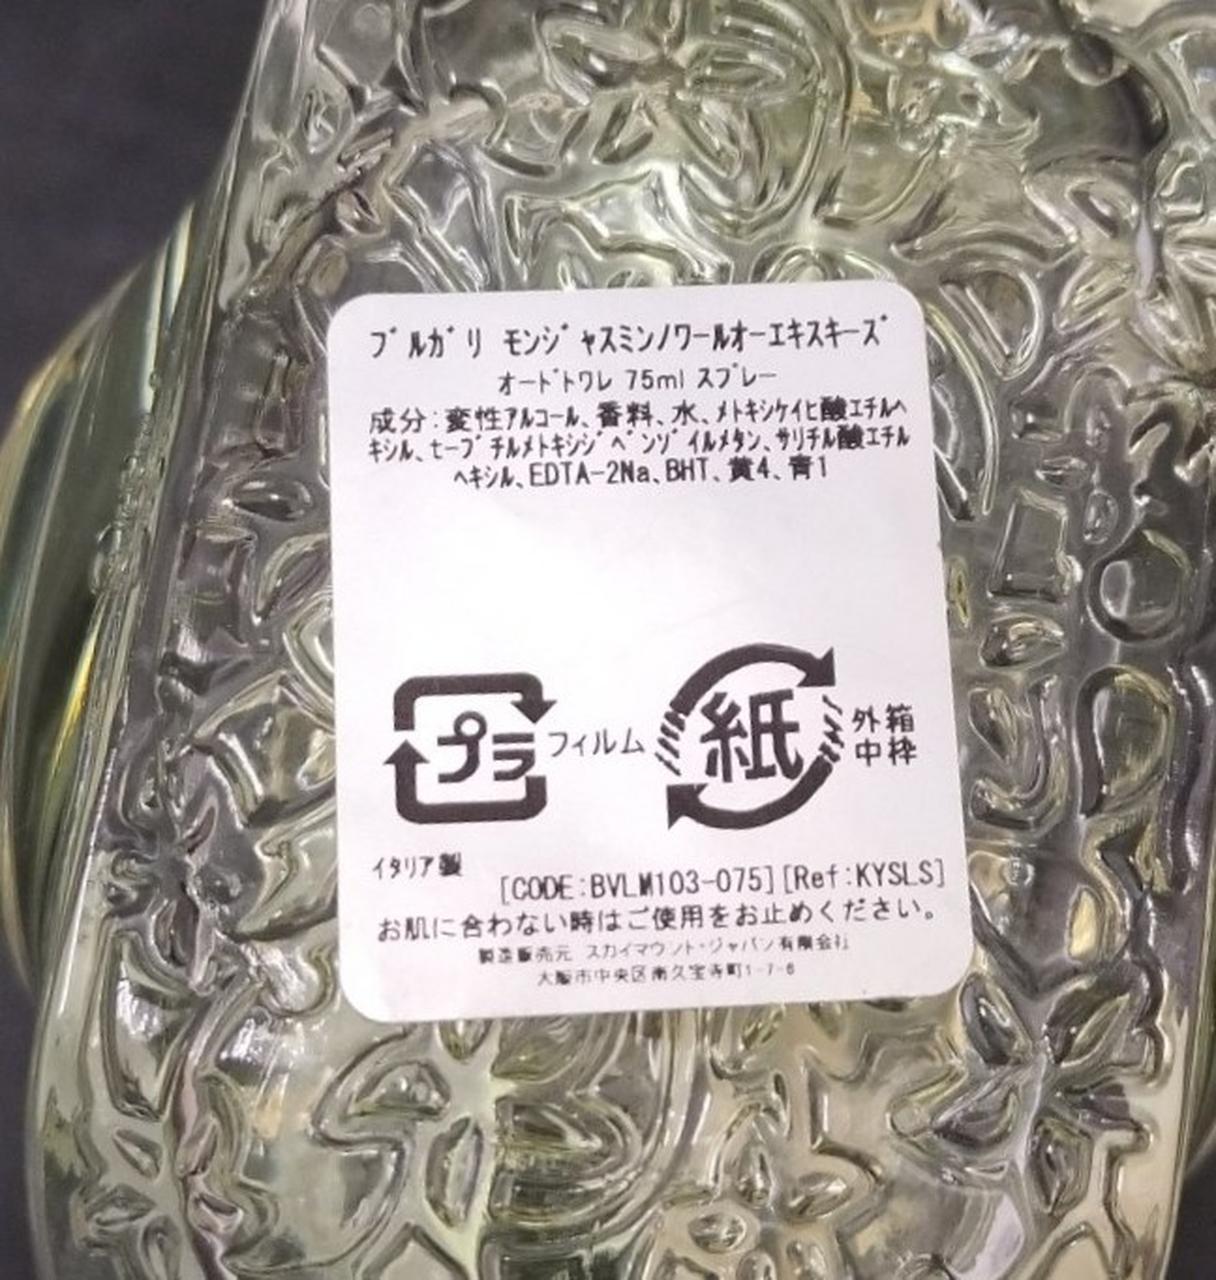 ブルガリ モンジャスミンノワールオーエキスキーズ
オードトワレ 75ml スプレー
成分:変性アルコール、香料、水、メトキシケイヒ酸エチルヘ
キシル、t-ブチルメトキシジベンゾイルメタン、サリチル酸エチル
ヘキシル、EDTA-2Na、BHT、黄4、青1
プラ
フィルム
紙
外箱
中枠
イタリア製
[CODE:BVLM103-075][Ref:KYSLS]
お肌に合わない時はご使用をお止めください。
製造販売元 スカイマウント・ジャパン有限会社
大阪市中央区南久宝寺町1-7-6